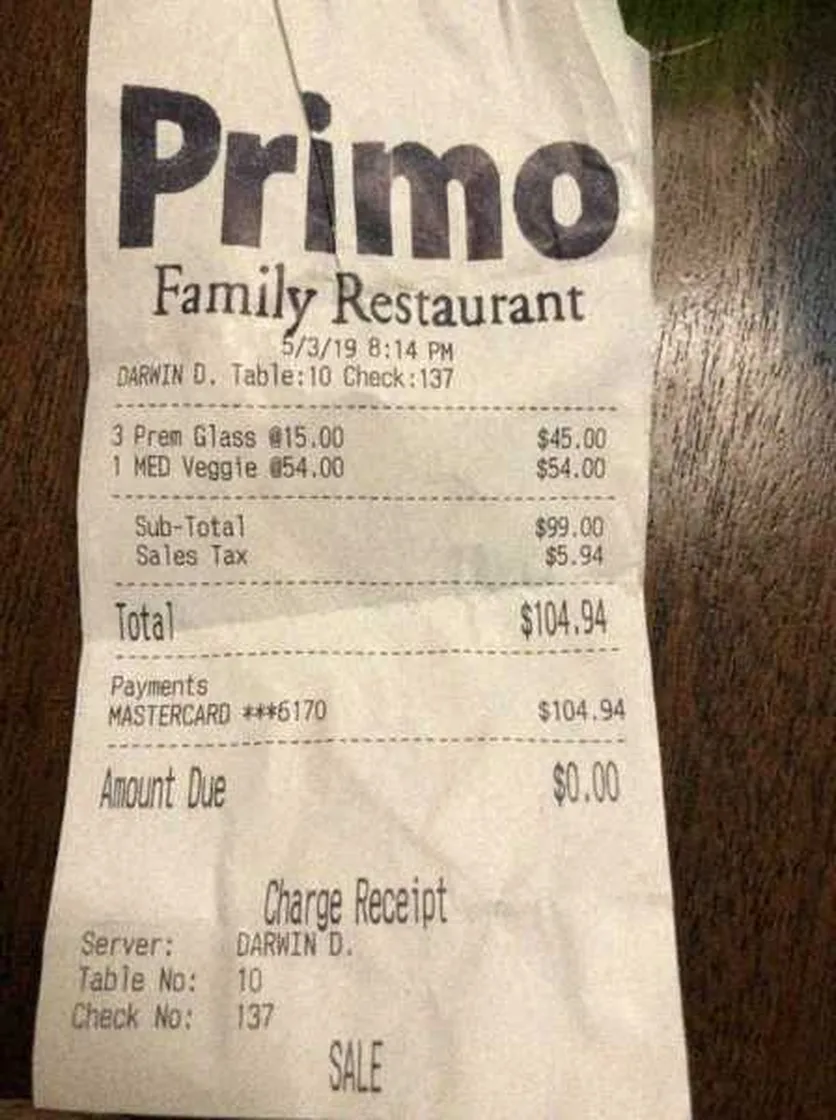 Primo
Family Restaurant
5/3/19 8:14 PM
DARWIN D. Table:10 Check:137
3 Prem Glass @15.00 $45.00
1 MED Veggie @54.00 $54.00
Sub-Total $99.00
Sales Tax $5.94
Total $104.94
Payments
MASTERCARD ***6170 $104.94
Amount Due $0.00
Charge Receipt
Server: DARWIN D.
Table No: 10
Check No: 137
SALE